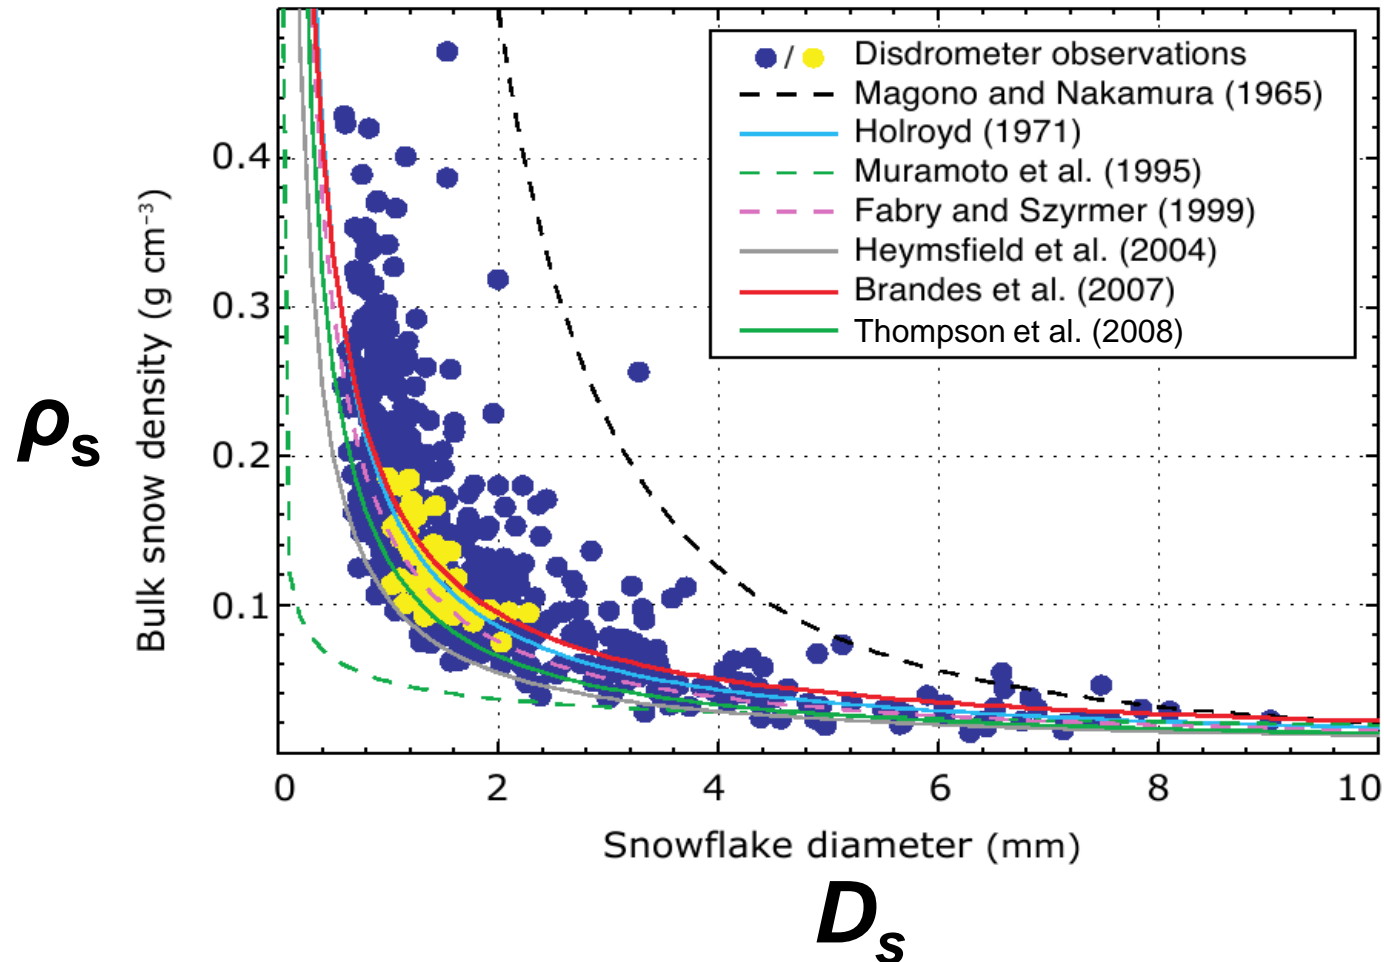 / Disdrometer observations
Magono and Nakamura (1965)
Holroyd (1971)
Muramoto et al. (1995)
Fabry and Szyrmer (1999)
Heymsfield et al. (2004)
Brandes et al. (2007)
Thompson et al. (2008)
0.4
0.3
0.2
0.1
ρs
Bulk snow density (g cm⁻³)
0 2 4 6 8 10
Snowflake diameter (mm)
Ds